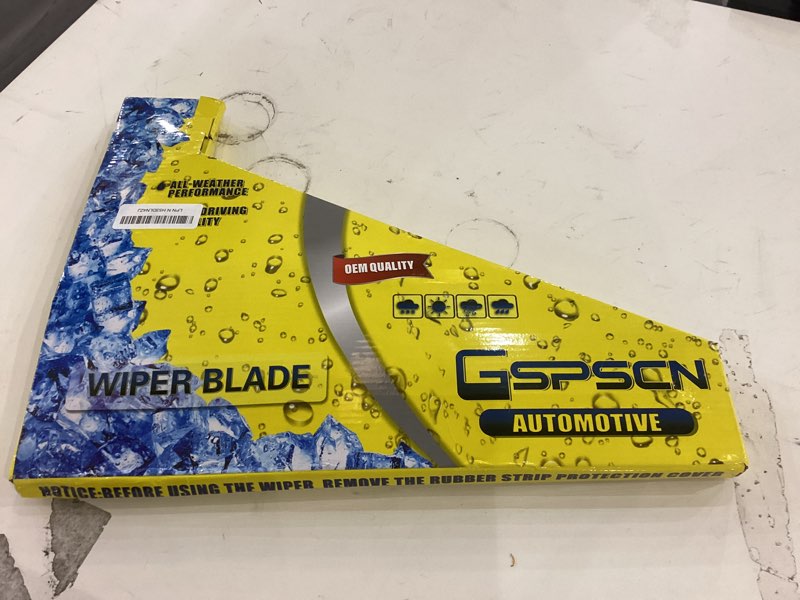 ALL-WEATHER
PERFORMANCE
DRIVING
OEM QUALITY
WIPER BLADE
GSPSCN
AUTOMOTIVE
NOTICE:BEFORE USING THE WIPER, REMOVE THE RUBBER STRIP PROTECTION COVER